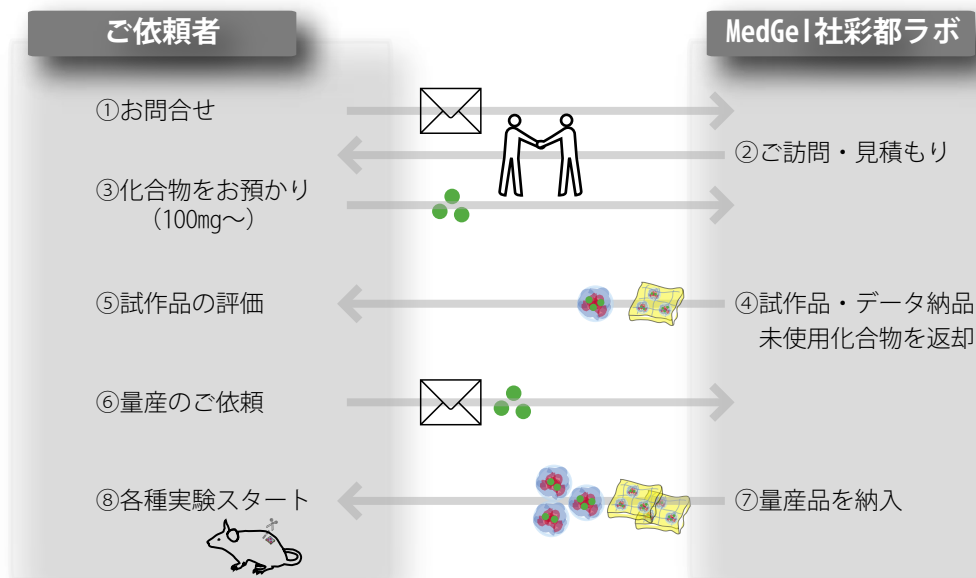 ご依頼者
MedGel社彩都ラボ
①お問合せ
②ご訪問・見積もり
③化合物をお預かり
（100mg～）
⑤試作品の評価
④試作品・データ納品
未使用化合物を返却
⑥量産のご依頼
⑧各種実験スタート
⑦量産品を納入